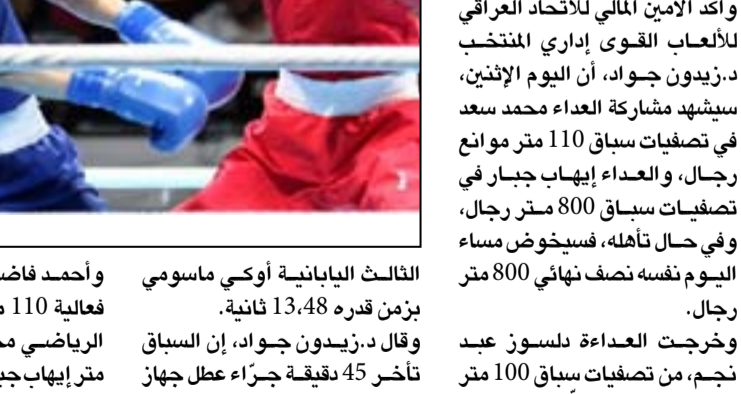 وأكد الأمين المالي للاتحاد العراقي
للألعاب القوى إداري المنتخب
د.زيدون جواد، أن اليوم الإثنين،
سيشهد مشاركة العداء محمد سعد
في تصفيات سباق 110 متر موانع
رجال، والعداء إيهاب جبار في
تصفيات سباق 800 متر رجال،
وفي حال تأهله، فسيخوض مساء
اليوم نفسه نصف نهائي 800 متر
رجال.
وخرجت العداءة دلسوز عبد
نجم، من تصفيات سباق 100 متر
الثالث اليابانية أوكي ماسومي
بزمن قدره 13،48 ثانية.
وقال د.زيدون جواد، إن السباق
تأخر 45 دقيقة جرّاء عطل جهاز
وأحمد فاضـ
فعالية 110 مـ
الرياضي محـ
متر إيهاب جبـ